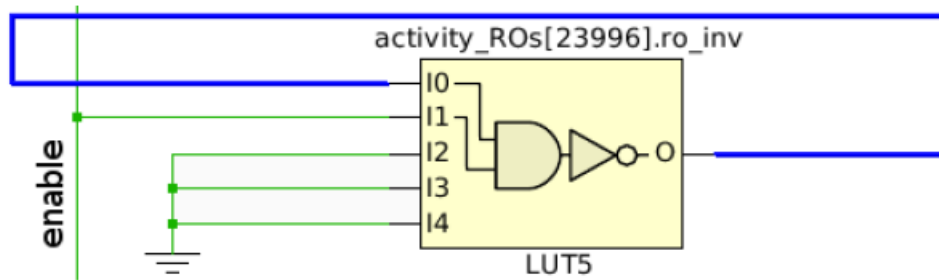 activity_ROs[23996].ro_inv
I0
I1
I2
I3
I4
O
enable
LUT5